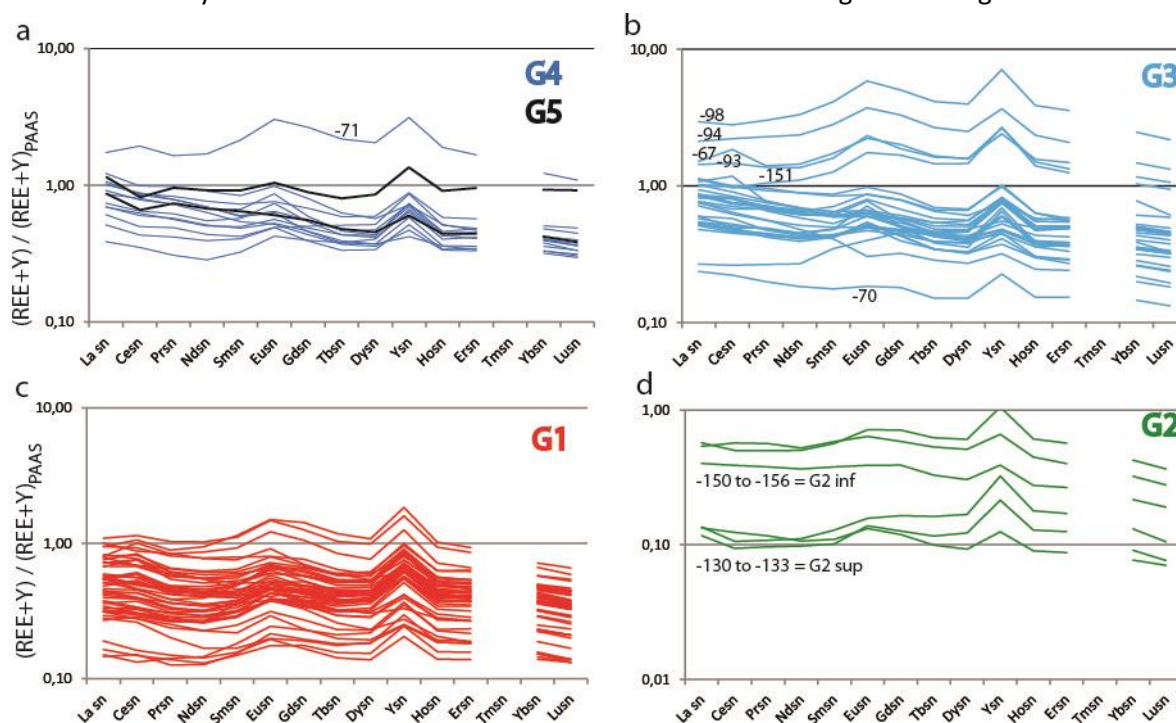 a
10,00
1,00
0,10
(REE+Y) / (REE+Y)PAAS
G4
G5
-71
La sn Cesn Prsn Ndsn Smsn Eusn Gdsn Tbsn Dysn Ysn Hosn Ersn Tmsn Ybsn Lusn
b
10,00
1,00
0,10
G3
-98
-94
-67
-93
-151
-70
La sn Cesn Prsn Ndsn Smsn Eusn Gdsn Tbsn Dysn Ysn Hosn Ersn Tmsn Ybsn Lusn
c
10,00
1,00
0,10
(REE+Y) / (REE+Y)PAAS
G1
La sn Cesn Prsn Ndsn Smsn Eusn Gdsn Tbsn Dysn Ysn Hosn Ersn Tmsn Ybsn Lusn
d
1,00
0,10
0,01
G2
-150 to -156 = G2 inf
-130 to -133 = G2 sup
La sn Cesn Prsn Ndsn Smsn Eusn Gdsn Tbsn Dysn Ysn Hosn Ersn Tmsn Ybsn Lusn